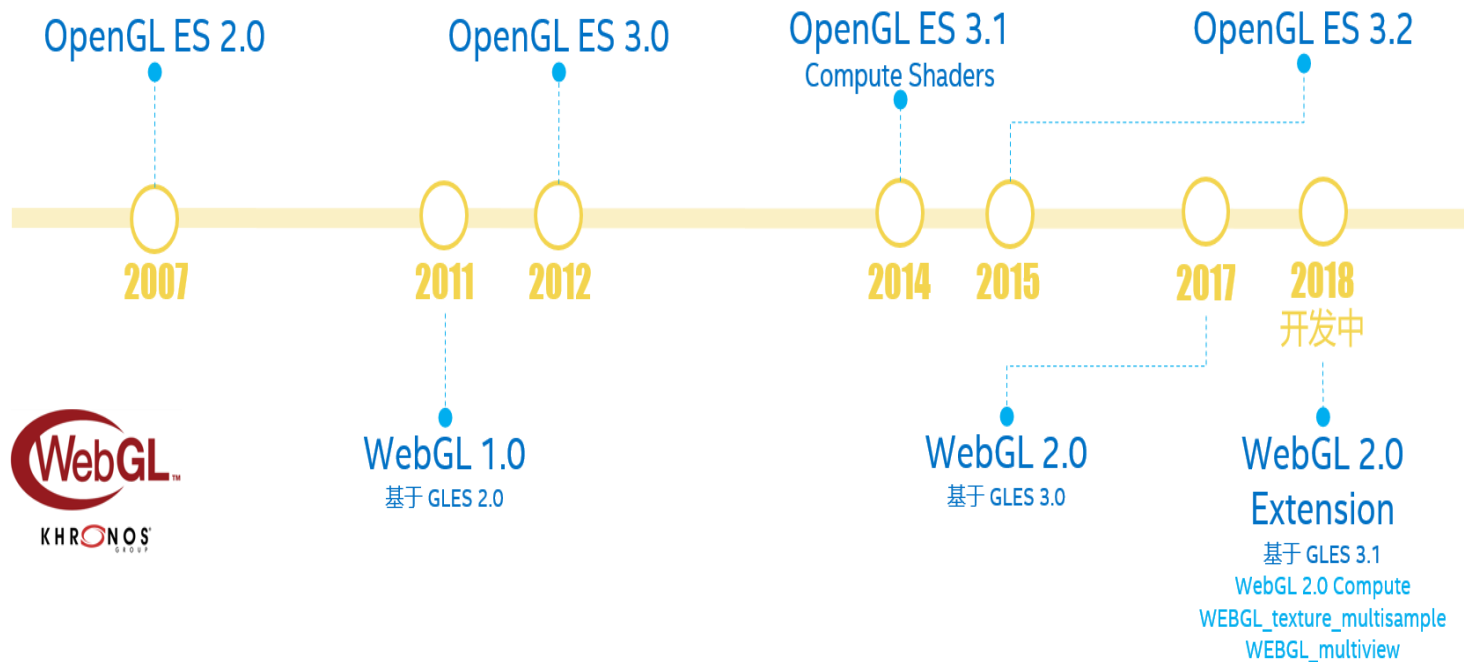 OpenGL ES 2.0
OpenGL ES 3.0
OpenGL ES 3.1
Compute Shaders
OpenGL ES 3.2
2007
2011
2012
2014
2015
2017
2018
开发中
WebGL™
KHRONOS®
GROUP
WebGL 1.0
基于 GLES 2.0
WebGL 2.0
基于 GLES 3.0
WebGL 2.0
Extension
基于 GLES 3.1
WebGL 2.0 Compute
WEBGL_texture_multisample
WEBGL_multiview